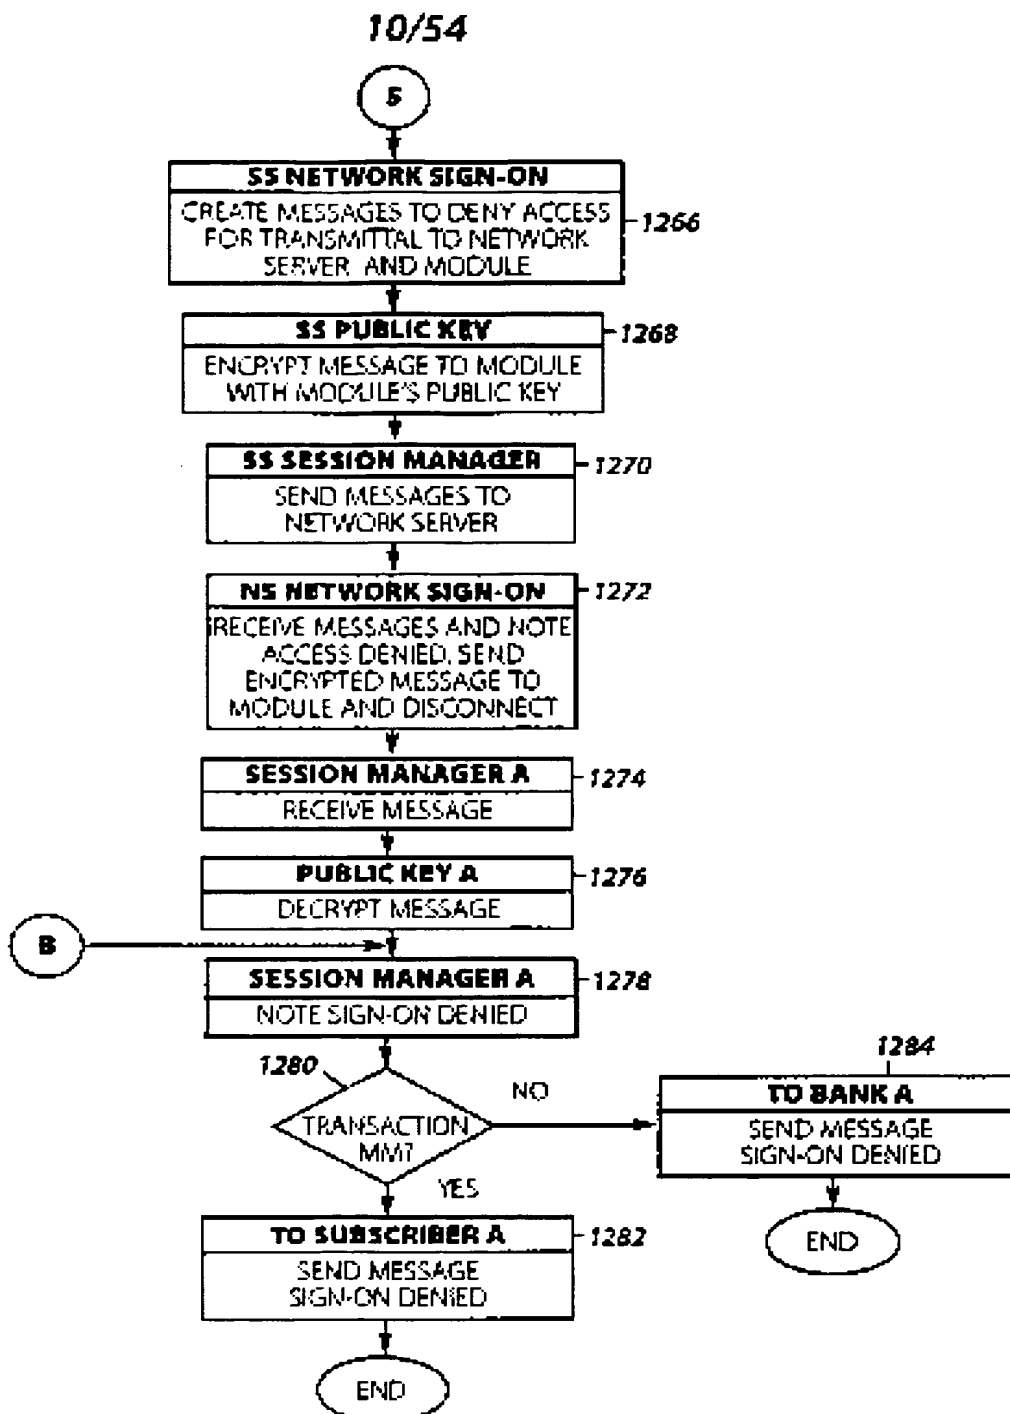 10/54
5
SS NETWORK SIGN-ON
CREATE MESSAGES TO DENY ACCESS
FOR TRANSMITTAL TO NETWORK
SERVER AND MODULE
1266
SS PUBLIC KEY
1268
ENCRYPT MESSAGE TO MODULE
WITH MODULE'S PUBLIC KEY
SS SESSION MANAGER
1270
SEND MESSAGES TO
NETWORK SERVER
NS NETWORK SIGN-ON
1272
RECEIVE MESSAGES AND NOTE
ACCESS DENIED. SEND
ENCRYPTED MESSAGE TO
MODULE AND DISCONNECT
SESSION MANAGER A
1274
RECEIVE MESSAGE
PUBLIC KEY A
1276
DECRYPT MESSAGE
B
SESSION MANAGER A
1278
NOTE SIGN-ON DENIED
1280
TRANSACTION
MM?
NO
YES
1284
TO BANK A
SEND MESSAGE
SIGN-ON DENIED
END
TO SUBSCRIBER A
1282
SEND MESSAGE
SIGN-ON DENIED
END